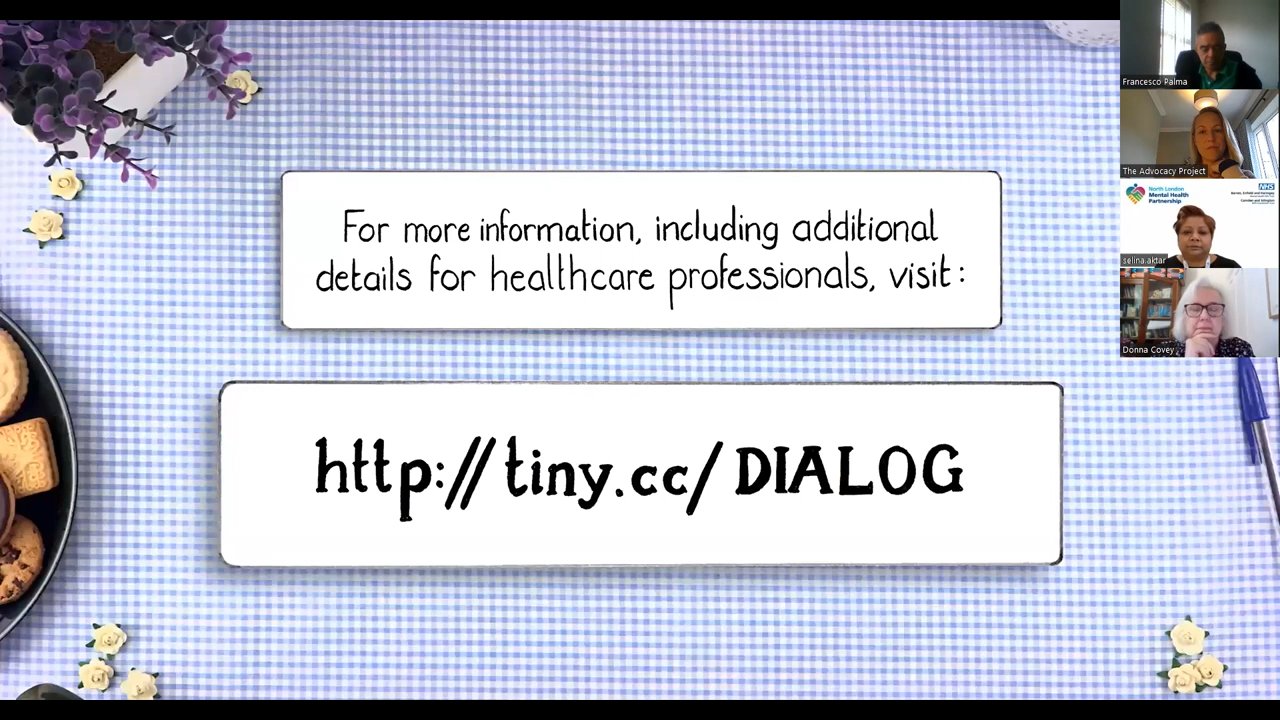 For more information, including additional
details for healthcare professionals, visit:
http://tiny.cc/DIALOG
Francesco Palma
The Advocacy Project
North London
Mental Health
Partnership
NHS
selina.aktar
Donna Covey